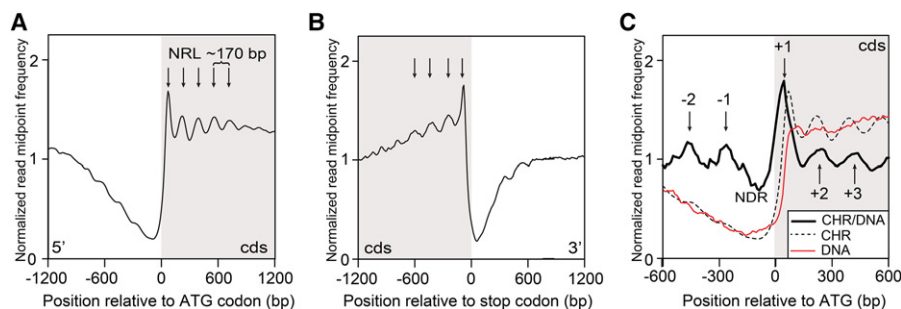 A
Normalized read midpoint frequency
2
1
0
NRL ~170 bp
5'
cds
-1200
-600
0
600
1200
Position relative to ATG codon (bp)
B
Normalized read midpoint frequency
2
1
0
cds
3'
-1200
-600
0
600
1200
Position relative to stop codon (bp)
C
Normalized read midpoint frequency
2
1
0
+1
cds
-2
-1
NDR
+2
+3
CHR/DNA
CHR
DNA
-600
-300
0
300
600
Position relative to ATG (bp)